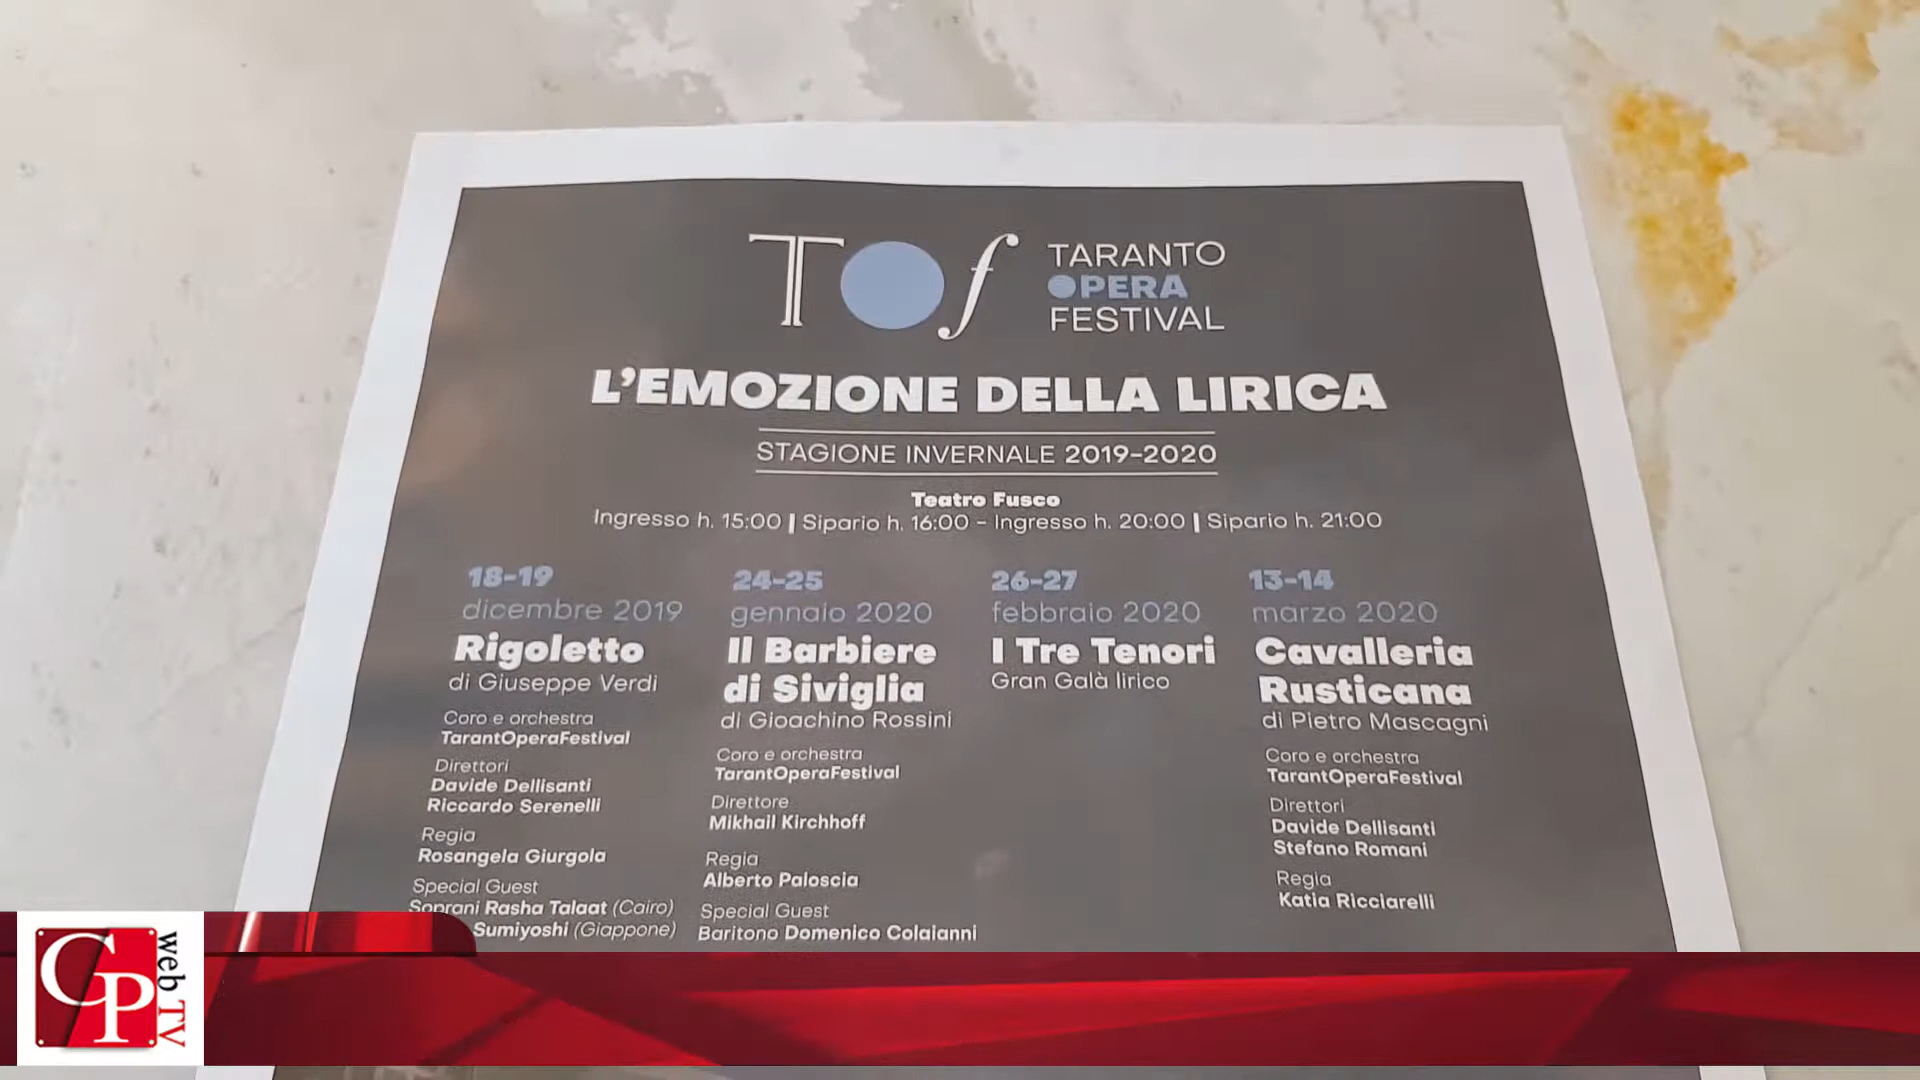 Tof
TARANTO
OPERA
FESTIVAL
L'EMOZIONE DELLA LIRICA
STAGIONE INVERNALE 2019-2020
Teatro Fusco
Ingresso h. 15:00 | Sipario h. 16:00 - Ingresso h. 20:00 | Sipario h. 21:00
18-19
dicembre 2019
Rigoletto
di Giuseppe Verdi
Coro e orchestra
TarantOperaFestival
Direttori
Davide Dellisanti
Riccardo Serenelli
Regia
Rosangela Giurgola
Special Guest
Soprani Rasha Talaat (Cairo)
Sumiyoshi (Giappone)
24-25
gennaio 2020
Il Barbiere
di Siviglia
di Gioachino Rossini
Coro e orchestra
TarantOperaFestival
Direttore
Mikhail Kirchhoff
Regia
Alberto Paloscia
Special Guest
Baritono Domenico Colaianni
26-27
febbraio 2020
I Tre Tenori
Gran Galà lirico
13-14
marzo 2020
Cavalleria
Rusticana
di Pietro Mascagni
Coro e orchestra
TarantOperaFestival
Direttori
Davide Dellisanti
Stefano Romani
Regia
Katia Ricciarelli
CP
web TV